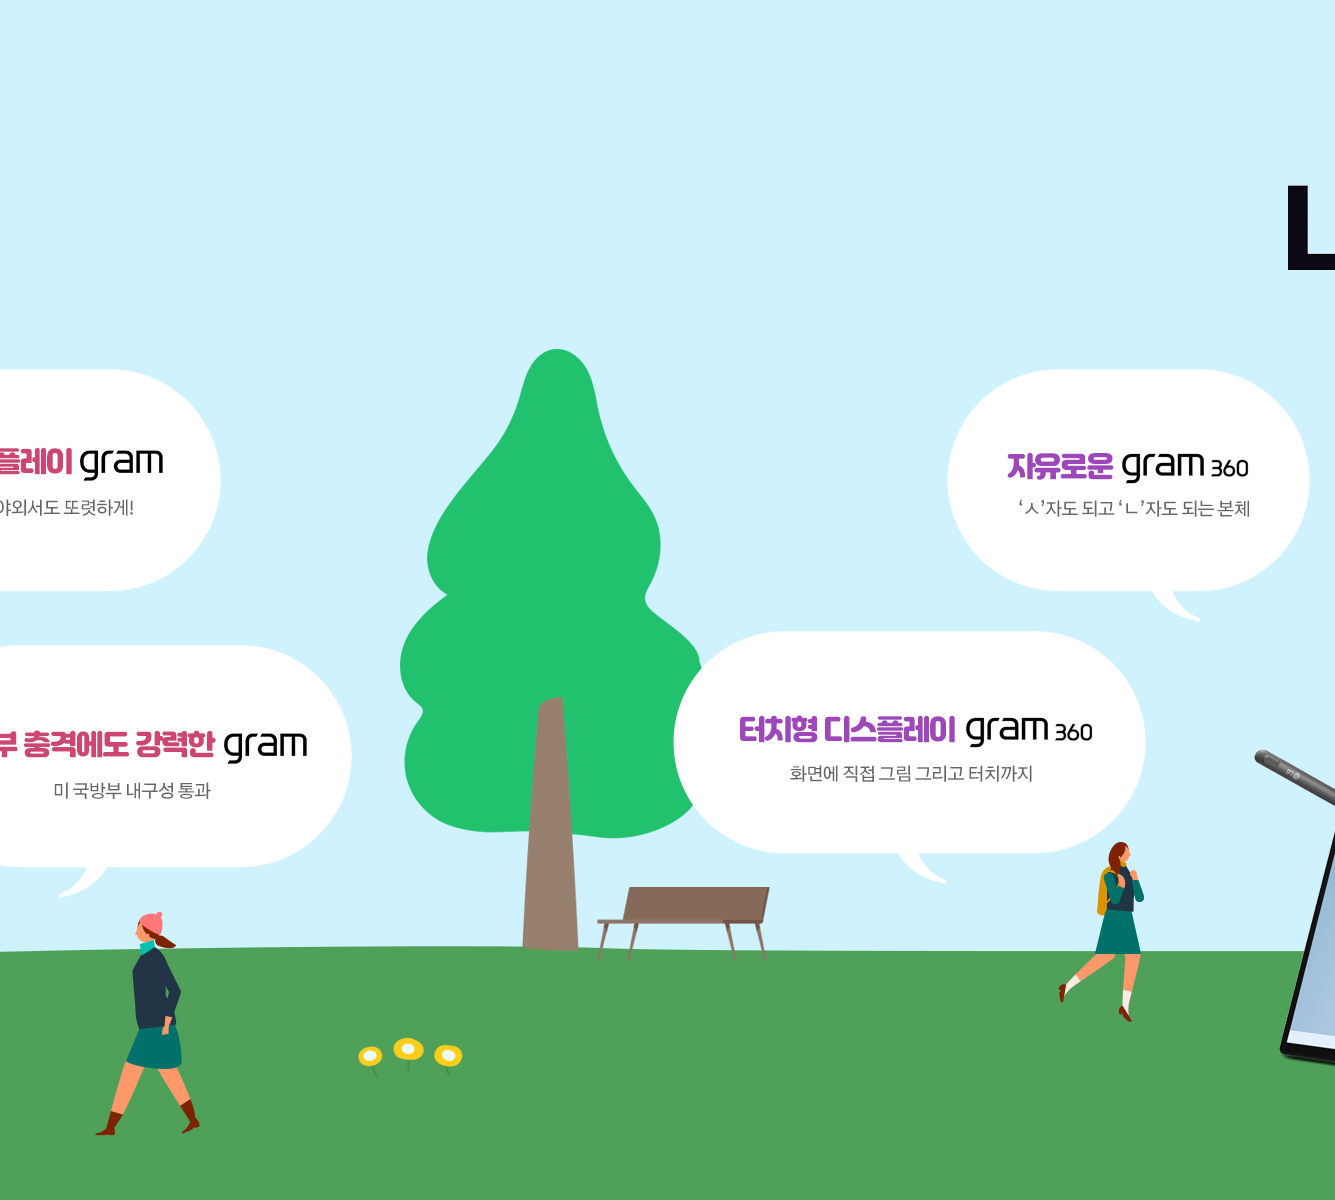 L
플레이 gram
야외서도 또렷하게!
자유로운 gram 360
‘ㅅ’자도 되고 ‘ㄴ’자도 되는 본체
부 충격에도 강력한 gram
미 국방부 내구성 통과
터치형 디스플레이 gram 360
화면에 직접 그림 그리고 터치까지